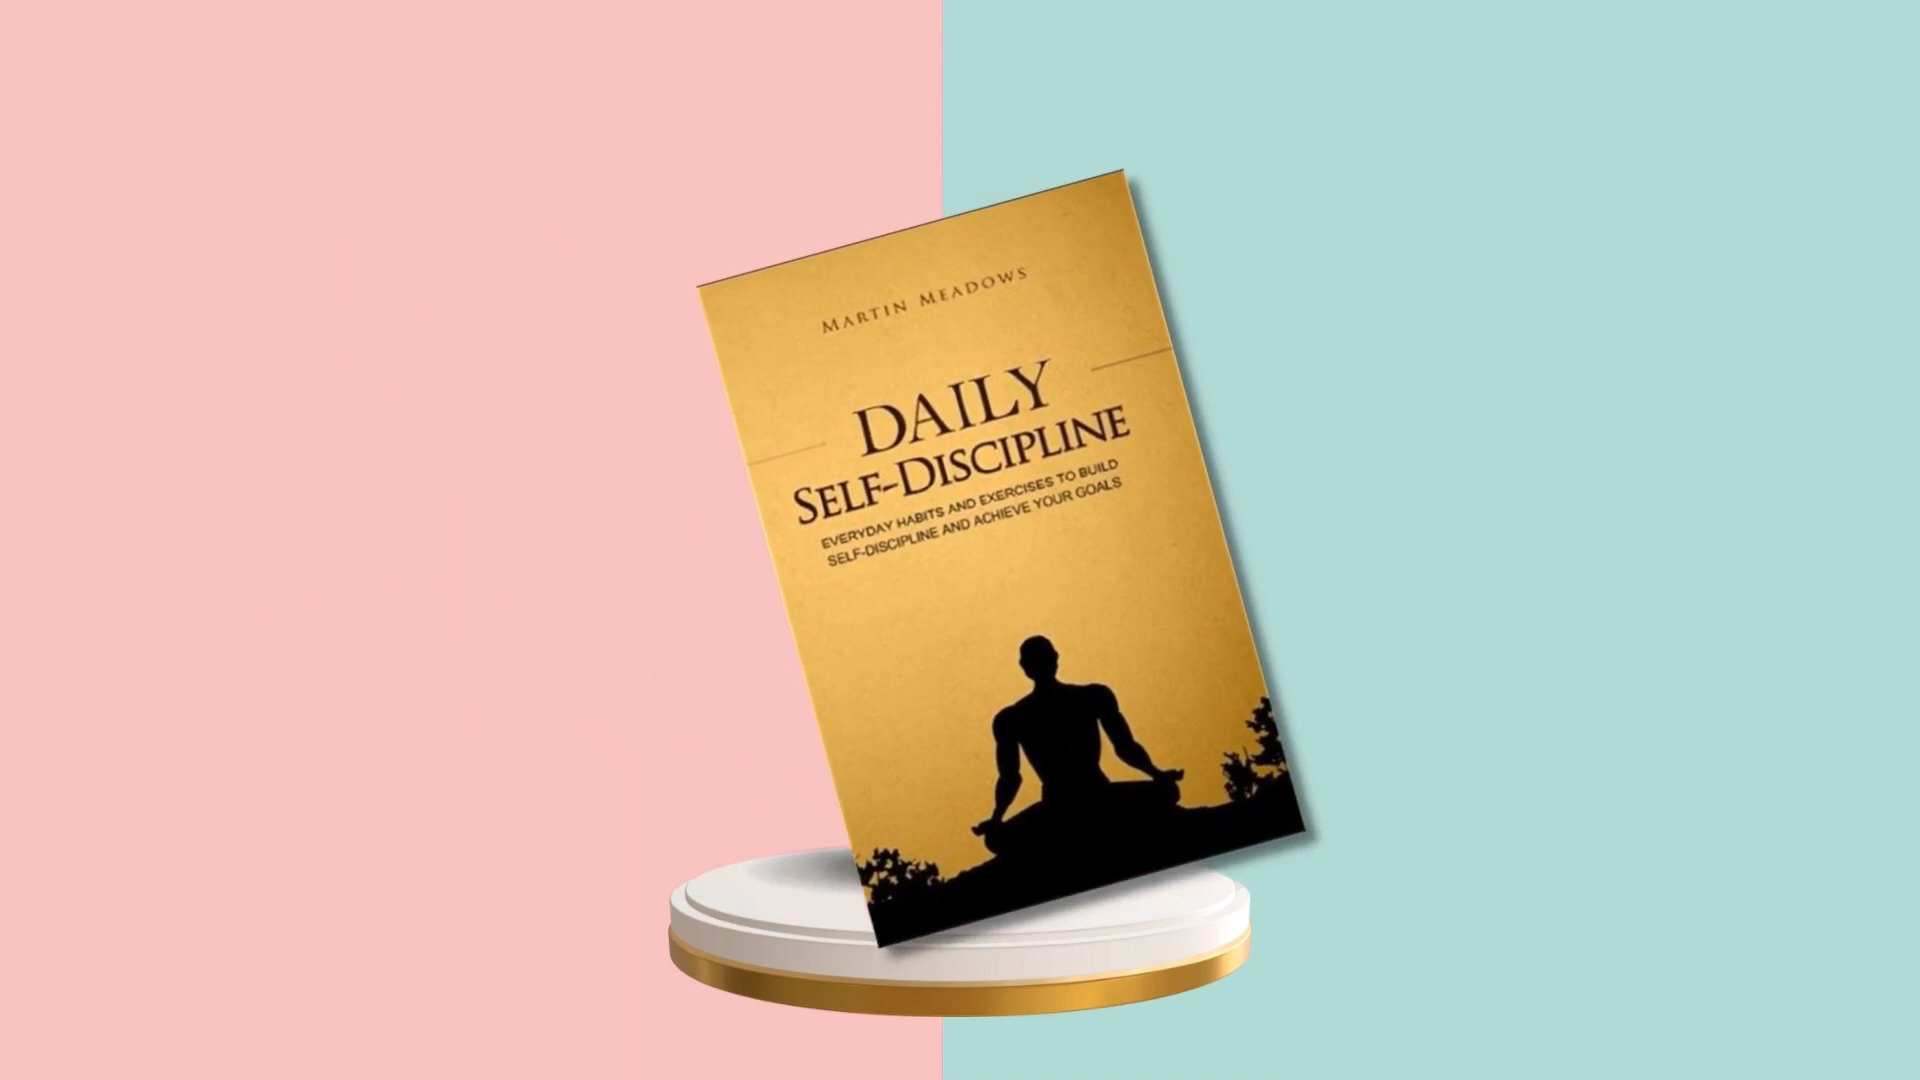 MARTIN MEADOWS
DAILY
SELF-DISCIPLINE
EVERYDAY HABITS AND EXERCISES TO BUILD
SELF-DISCIPLINE AND ACHIEVE YOUR GOALS